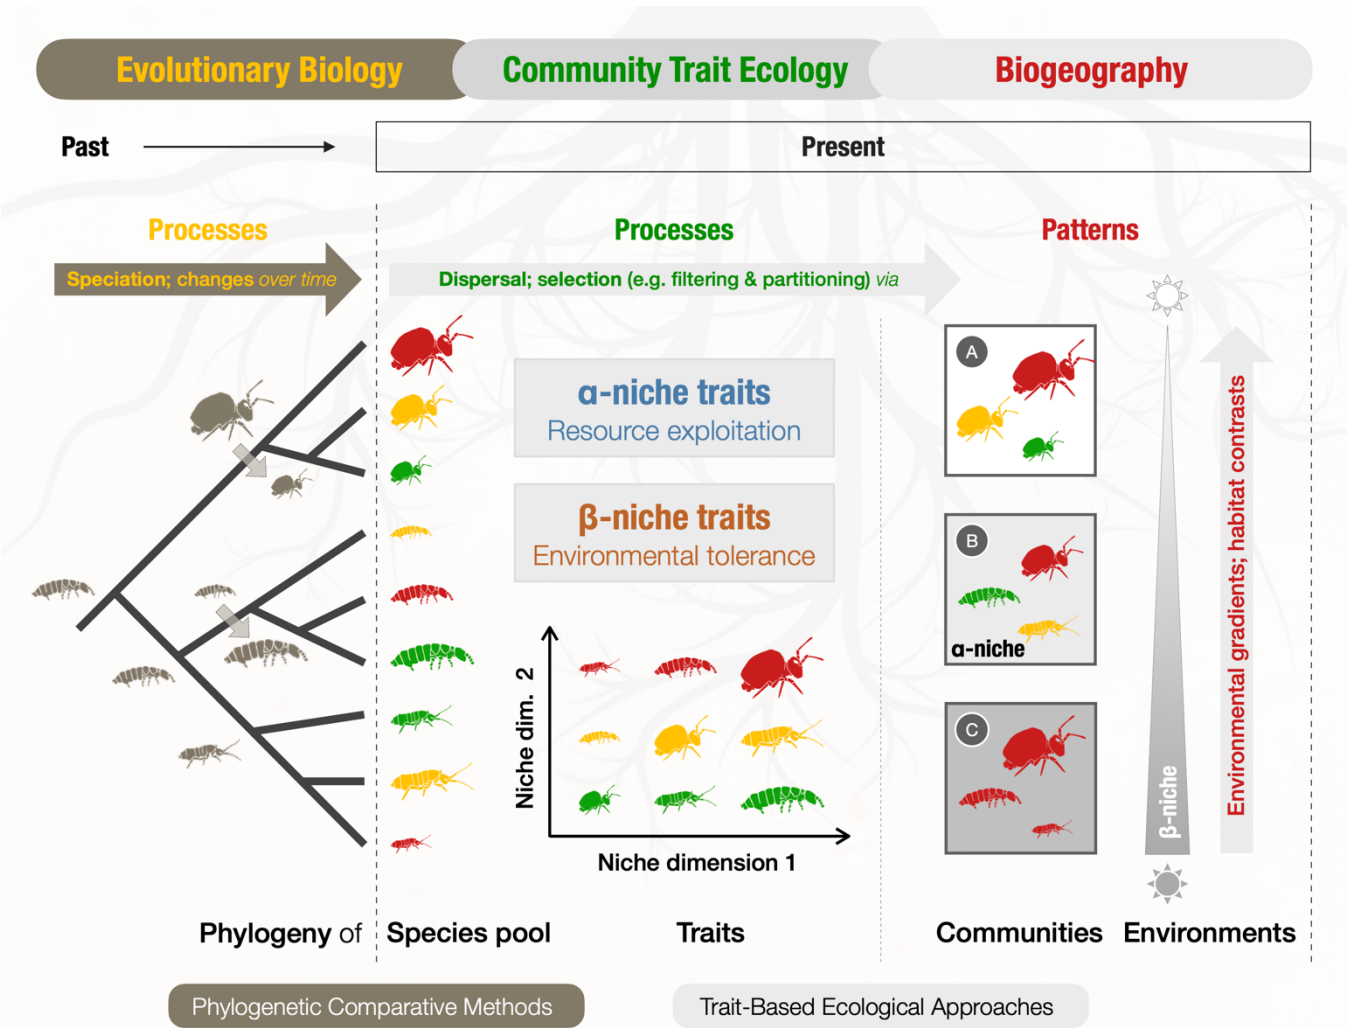 Evolutionary Biology
Community Trait Ecology
Biogeography
Past
Present
Processes
Processes
Patterns
Speciation; changes over time
Dispersal; selection (e.g. filtering & partitioning) via
α-niche traits
Resource exploitation
β-niche traits
Environmental tolerance
Niche dim. 2
Niche dimension 1
A
B
α-niche
C
β-niche
Environmental gradients; habitat contrasts
Phylogeny of
Species pool
Traits
Communities
Environments
Phylogenetic Comparative Methods
Trait-Based Ecological Approaches